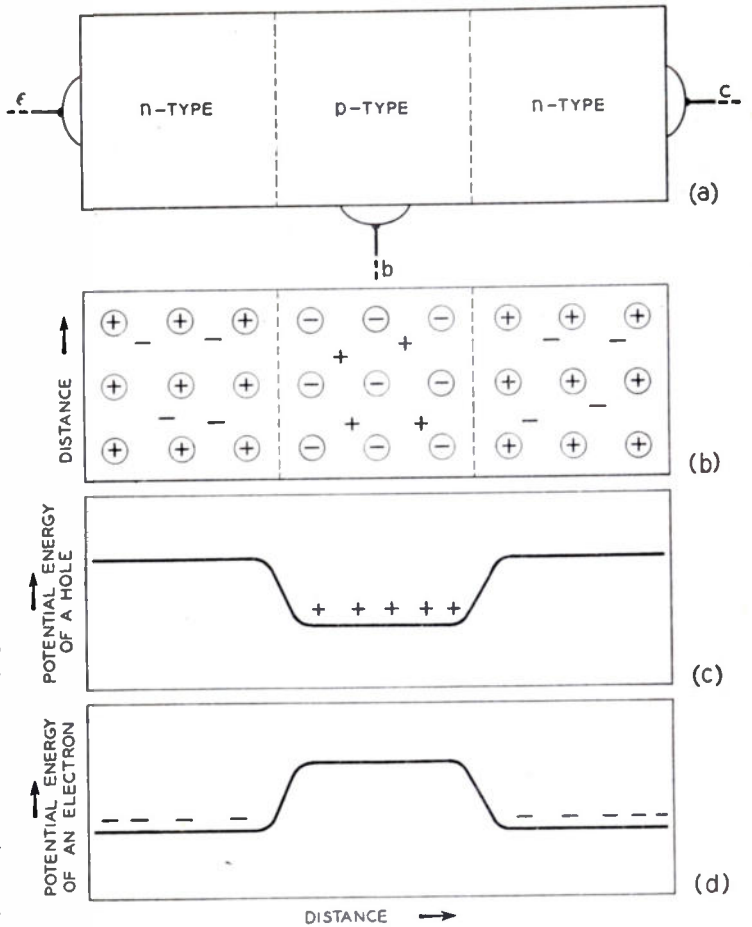 ϵ
n-TYPE
p-TYPE
n-TYPE
c
(a)
b
+ + + − − − + + +
− − + + − −
DISTANCE
+ + + − − − + + +
− − + + − −
+ + + − − − + + +
(b)
POTENTIAL ENERGY
OF A HOLE
+ + + + +
(c)
POTENTIAL ENERGY
OF AN ELECTRON
− − − − − − − − −
(d)
DISTANCE